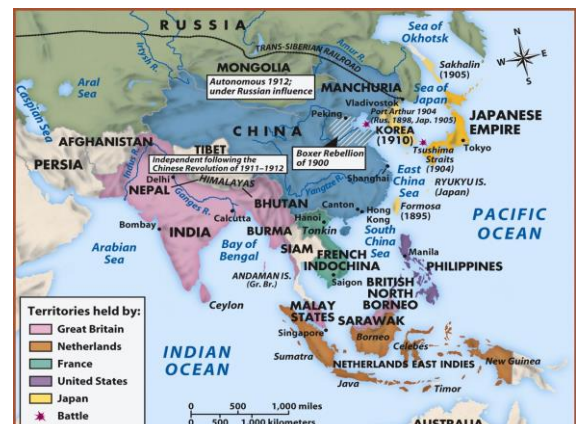 RUSSIA
Sea of
Okhotsk
N
W
E
S
Irtysh R.
TRANS-SIBERIAN RAILROAD
Amur R.
Sakhalin
(1905)
MONGOLIA
Autonomous 1912;
under Russian influence
MANCHURIA
Aral
Sea
Caspian Sea
Vladivostok
Sea of
Japan
Port Arthur 1904
(Rus. 1898, Jap. 1905)
Peking
KOREA
(1910)
JAPANESE
EMPIRE
Tokyo
CHINA
AFGHANISTAN
PERSIA
TIBET
Independent following the
Chinese Revolution of 1911–1912
Boxer Rebellion
of 1900
Tsushima
Straits
(1904)
Indus R.
Delhi
HIMALAYAS
NEPAL
Yangtze R.
Shanghai
East
China
Sea
RYUKYU IS.
(Japan)
Ganges R.
BHUTAN
Canton
Hong
Kong
Formosa
(1895)
PACIFIC
OCEAN
Bombay
INDIA
Calcutta
BURMA
Hanoi
Tonkin
South
China
Sea
Arabian
Sea
Bay of
Bengal
SIAM
FRENCH
INDOCHINA
Manila
PHILIPPINES
ANDAMAN IS.
(Gr. Br.)
Saigon
BRITISH
NORTH
BORNEO
Ceylon
MALAY
STATES
SARAWAK
Singapore
Borneo
Celebes
New Guinea
Sumatra
NETHERLANDS EAST INDIES
Java
Timor
INDIAN
OCEAN
Territories held by:
Great Britain
Netherlands
France
United States
Japan
Battle
0 500 1,000 miles
0 500 1,000 kilometers
AUSTRALIA